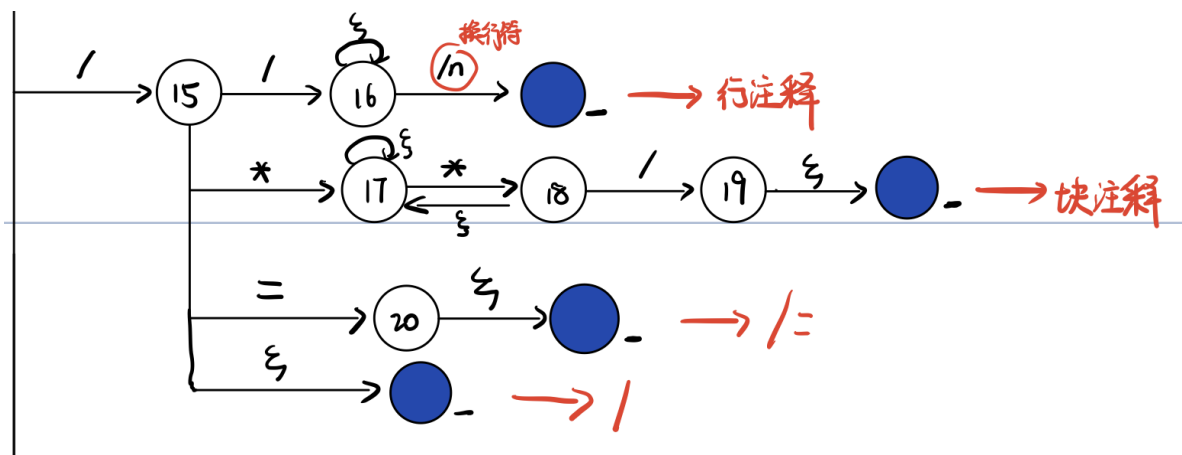 / 15 / 16 ξ /n 换行符 → 行注释
* 17 ξ * ξ 18 / 19 ξ → 块注释
= 20 ξ → /=
ξ → /